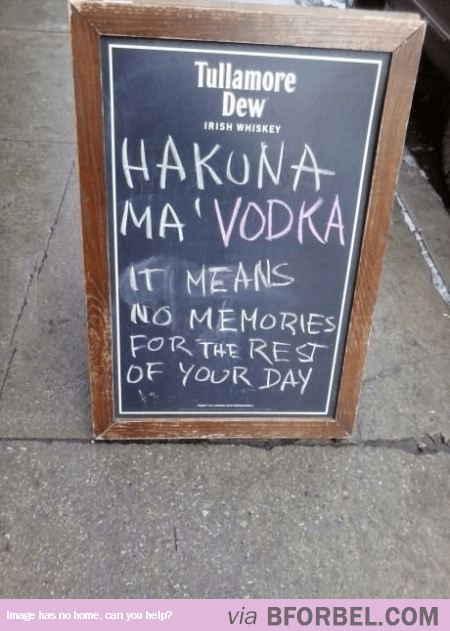 Tullamore
Dew
IRISH WHISKEY
HAKUNA
MA' VODKA
IT MEANS
NO MEMORIES
FOR THE REST
OF YOUR DAY
Image has no home, can you help?
via BFORBEL.COM